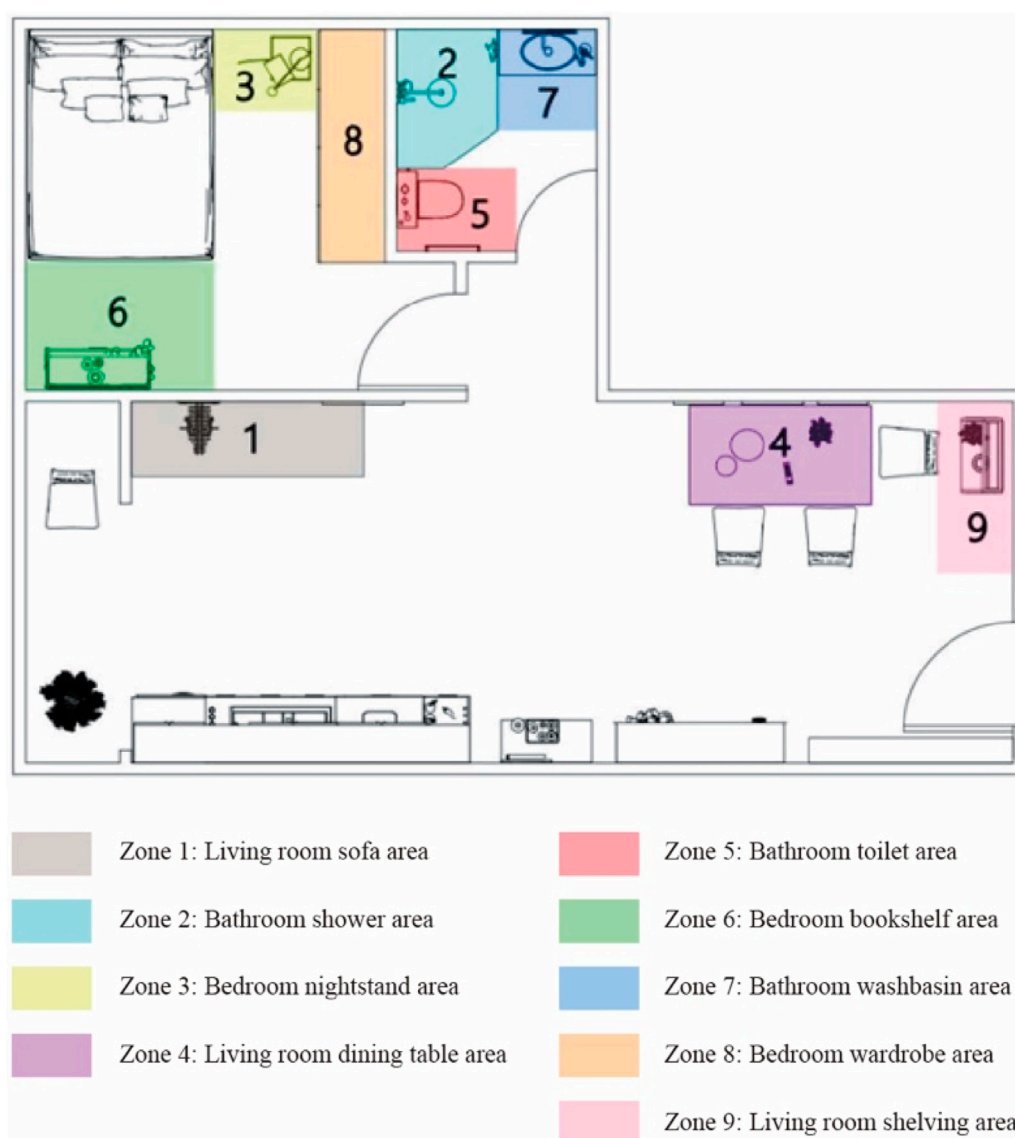 3
2
8
7
5
6
1
4
9
Zone 1: Living room sofa area
Zone 2: Bathroom shower area
Zone 3: Bedroom nightstand area
Zone 4: Living room dining table area
Zone 5: Bathroom toilet area
Zone 6: Bedroom bookshelf area
Zone 7: Bathroom washbasin area
Zone 8: Bedroom wardrobe area
Zone 9: Living room shelving area